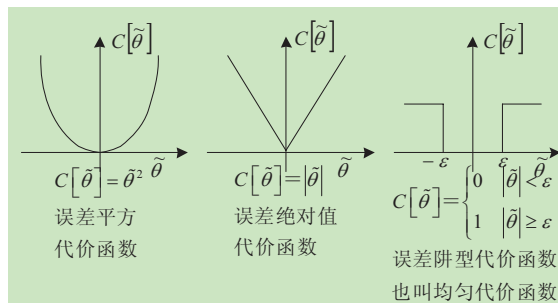 C[θ̃]
θ̃
C[θ̃]=θ̃²
误差平方
代价函数
C[θ̃]
θ̃
C[θ̃]=|θ̃|
误差绝对值
代价函数
C[θ̃]
-ε
ε
θ̃
C[θ̃]={0 |θ̃|<ε
1 |θ̃|≥ε
误差阱型代价函数
也叫均匀代价函数